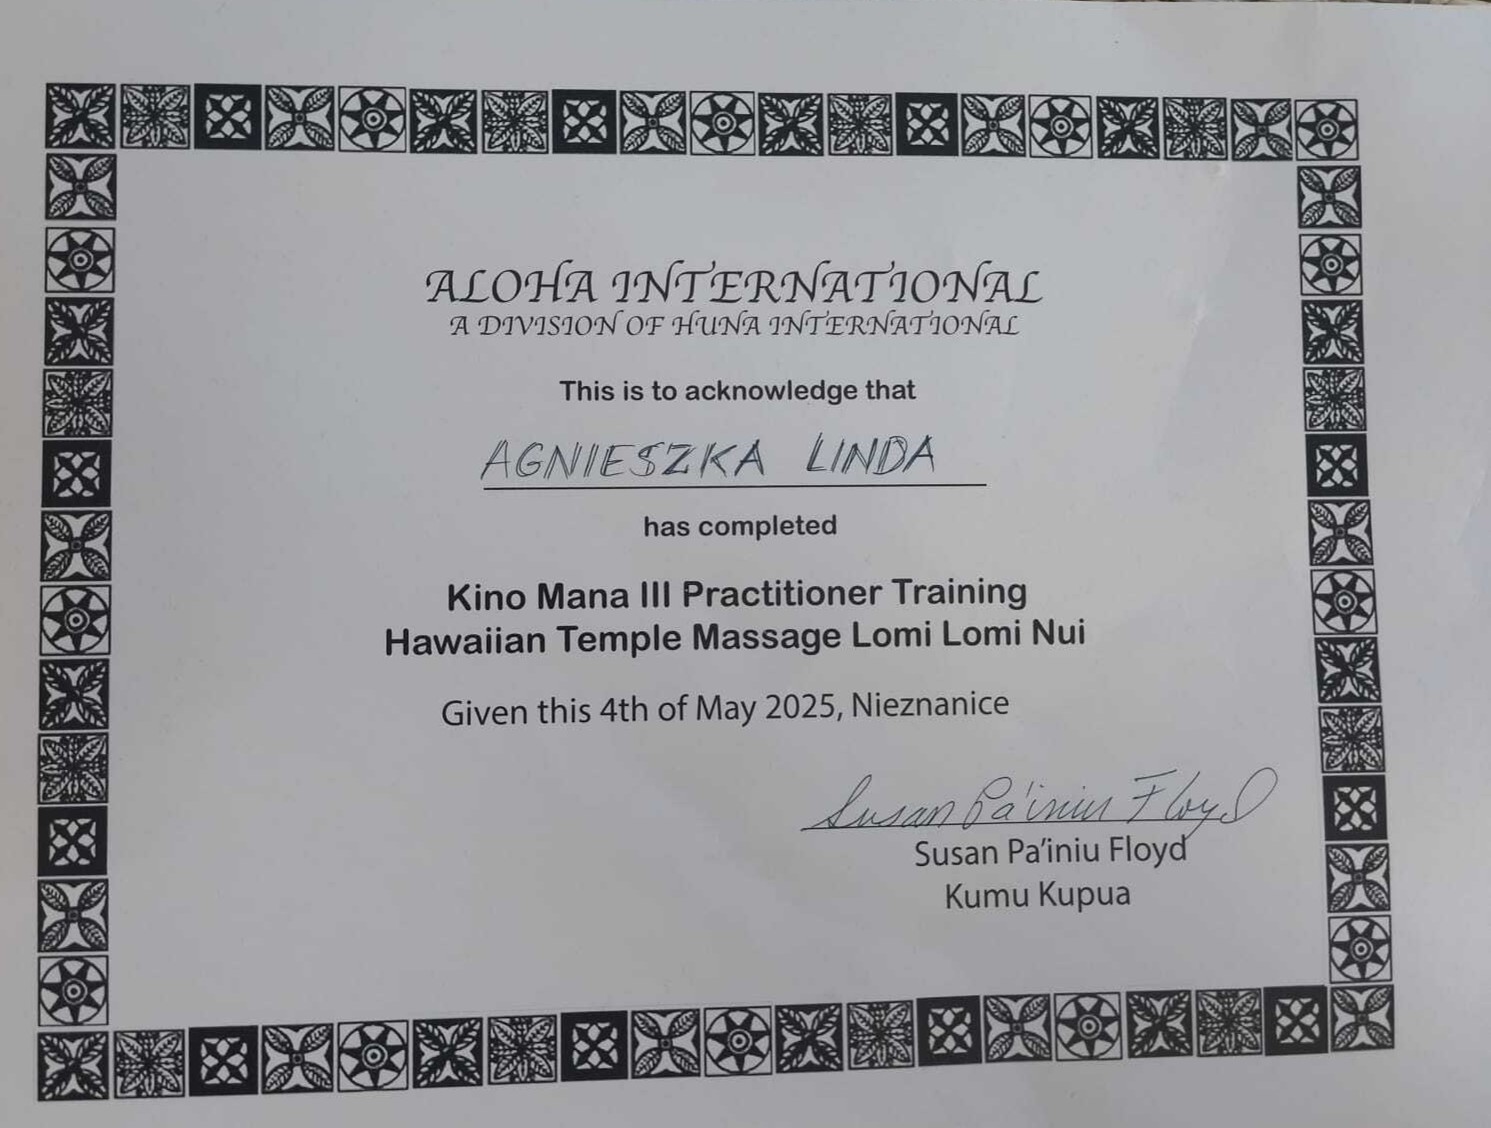 ALOHA INTERNATIONAL
A DIVISION OF HUNA INTERNATIONAL
This is to acknowledge that
AGNIESZKA LINDA
has completed
Kino Mana III Practitioner Training
Hawaiian Temple Massage Lomi Lomi Nui
Given this 4th of May 2025, Nieznanice
Susan Pa'iniu Floyd
Susan Pa'iniu Floyd
Kumu Kupua